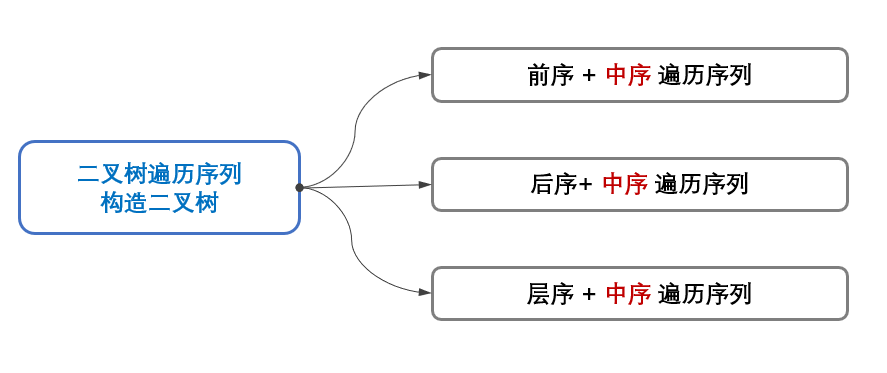 二叉树遍历序列
构造二叉树
前序 + 中序 遍历序列
后序+ 中序 遍历序列
层序 + 中序 遍历序列